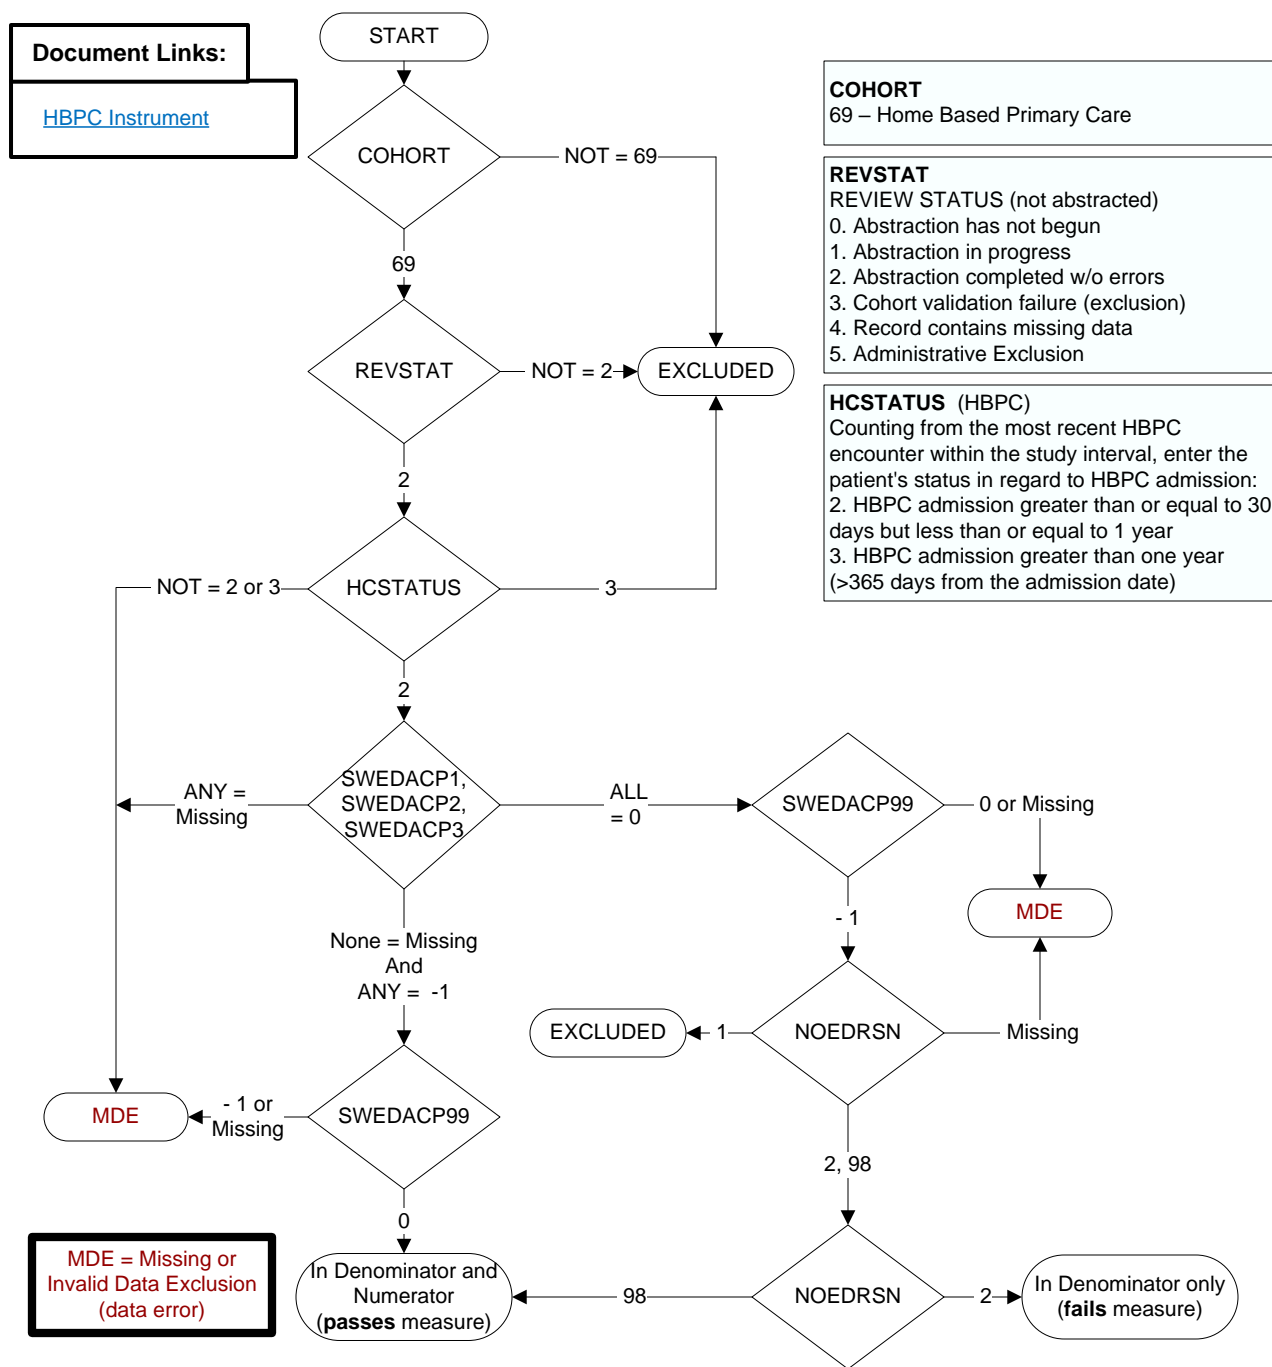 START
Document Links:
HBPC Instrument
COHORT
NOT = 69
69
REVSTAT
NOT = 2
EXCLUDED
2
NOT = 2 or 3
HCSTATUS
3
2
ANY =
Missing
SWEDACP1,
SWEDACP2,
SWEDACP3
ALL
= 0
SWEDACP99
0 or Missing
MDE
- 1
None = Missing
And
ANY = -1
EXCLUDED
1
NOEDRSN
Missing
MDE
- 1 or
Missing
SWEDACP99
2, 98
0
MDE = Missing or
Invalid Data Exclusion
(data error)
In Denominator and
Numerator
(passes measure)
98
NOEDRSN
2
In Denominator only
(fails measure)
COHORT
69 – Home Based Primary Care
REVSTAT
REVIEW STATUS (not abstracted)
0. Abstraction has not begun
1. Abstraction in progress
2. Abstraction completed w/o errors
3. Cohort validation failure (exclusion)
4. Record contains missing data
5. Administrative Exclusion
HCSTATUS (HBPC)
Counting from the most recent HBPC
encounter within the study interval, enter the
patient's status in regard to HBPC admission:
2. HBPC admission greater than or equal to 30
days but less than or equal to 1 year
3. HBPC admission greater than one year
(>365 days from the admission date)